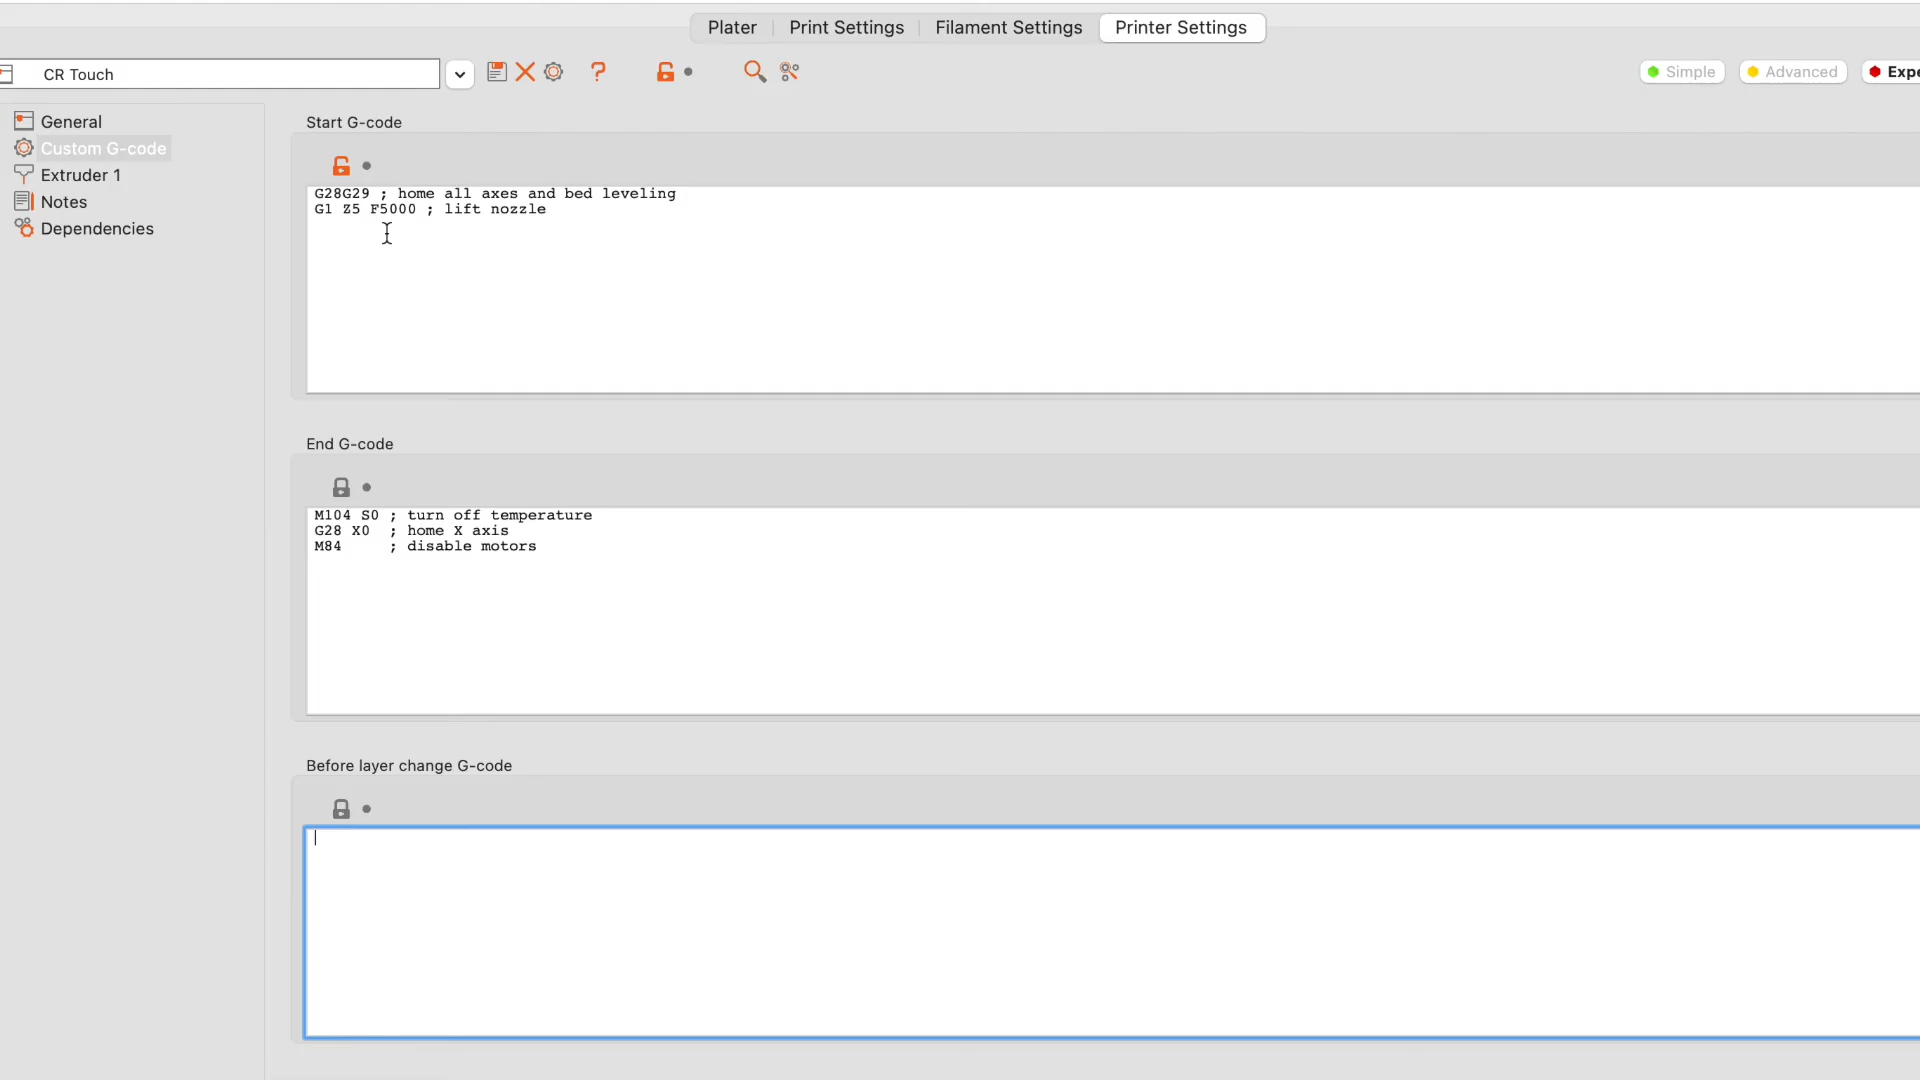 Plater
Print Settings
Filament Settings
Printer Settings
CR Touch
?
Simple
Advanced
Expe
General
Custom G-code
Extruder 1
Notes
Dependencies
Start G-code
G28G29 ; home all axes and bed leveling
G1 Z5 F5000 ; lift nozzle
End G-code
M104 S0 ; turn off temperature
G28 X0  ; home X axis
M84     ; disable motors
Before layer change G-code